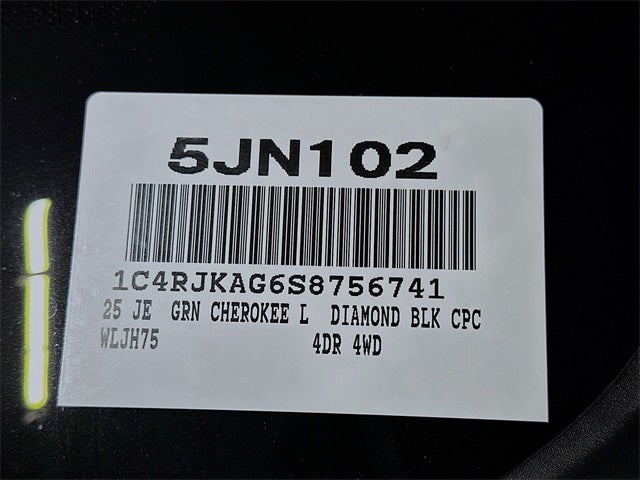 5JN102
1C4RJKAG6S8756741
25 JE GRN CHEROKEE L DIAMOND BLK CPC
WLJH75 4DR 4WD